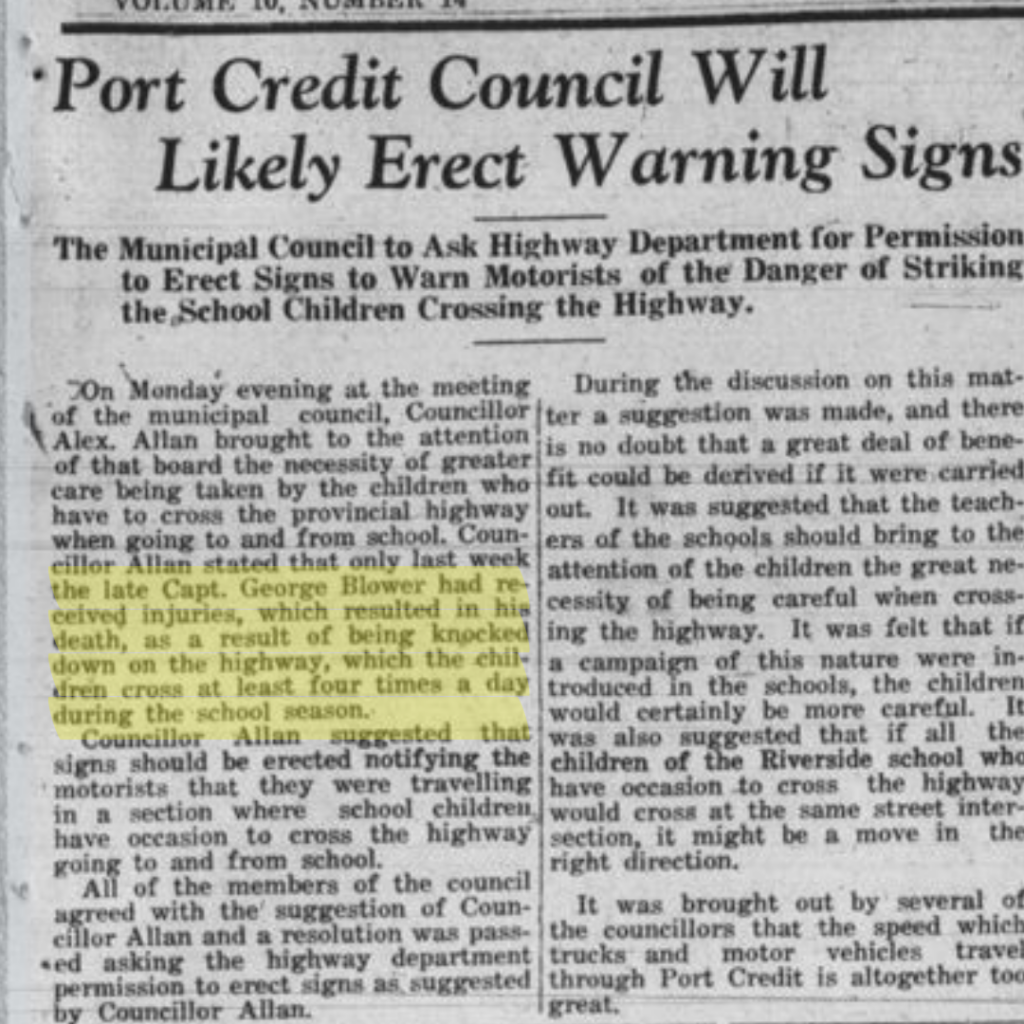 VOLUME 10, NUMBER 14
Port Credit Council Will
Likely Erect Warning Signs
The Municipal Council to Ask Highway Department for Permission
to Erect Signs to Warn Motorists of the Danger of Striking
the School Children Crossing the Highway.
On Monday evening at the meeting
of the municipal council, Councillor
Alex. Allan brought to the attention
of that board the necessity of greater
care being taken by the children who
have to cross the provincial highway
when going to and from school. Coun-
cillor Allan stated that only last week
the late Capt. George Blower had re-
ceived injuries, which resulted in his
death, as a result of being knocked
down on the highway, which the chil-
dren cross at least four times a day
during the school season.
Councillor Allan suggested that
signs should be erected notifying the
motorists that they were travelling
in a section where school children
have occasion to cross the highway
going to and from school.
All of the members of the council
agreed with the suggestion of Coun-
cillor Allan and a resolution was pass-
ed asking the highway department
permission to erect signs as suggested
by Councillor Allan.
During the discussion on this mat-
ter a suggestion was made, and there
is no doubt that a great deal of bene-
fit could be derived if it were carried
out. It was suggested that the teach-
ers of the schools should bring to the
attention of the children the great ne-
cessity of being careful when cross-
ing the highway. It was felt that if
a campaign of this nature were in-
troduced in the schools, the children
would certainly be more careful. It
was also suggested that if all the
children of the Riverside school who
have occasion to cross the highway
would cross at the same street inter-
section, it might be a move in the
right direction.
It was brought out by several of
the councillors that the speed which
trucks and motor vehicles travel
through Port Credit is altogether too
great.